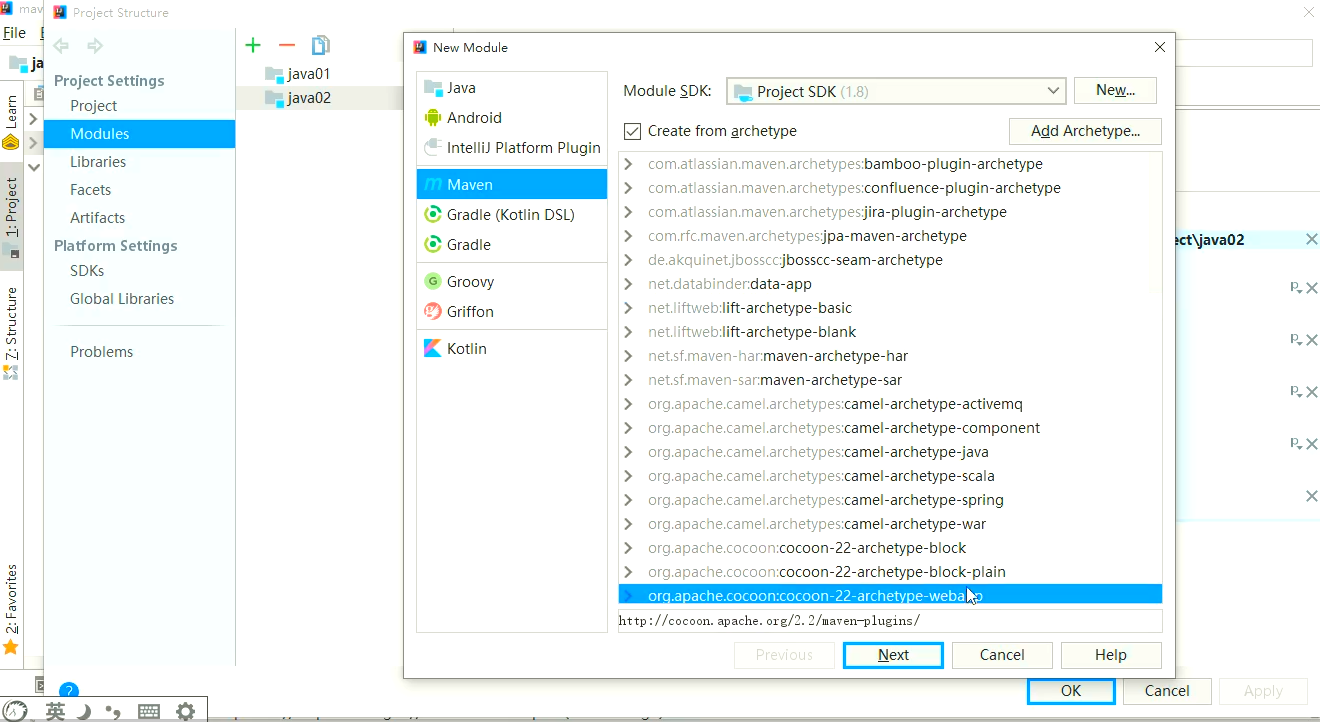 mav
Project Structure
File
ja
Learn
1: Project
Z: Structure
2: Favorites
Project Settings
Project
Modules
Libraries
Facets
Artifacts
Platform Settings
SDKs
Global Libraries
Problems
java01
java02
New Module
Java
Android
IntelliJ Platform Plugin
Maven
Gradle (Kotlin DSL)
Gradle
Groovy
Griffon
Kotlin
Module SDK:
Project SDK (1.8)
New...
Create from archetype
Add Archetype...
com.atlassian.maven.archetypes:bamboo-plugin-archetype
com.atlassian.maven.archetypes:confluence-plugin-archetype
com.atlassian.maven.archetypes:jira-plugin-archetype
com.rfc.maven.archetypes:jpa-maven-archetype
de.akquinet.jbosscc:jbosscc-seam-archetype
net.databinder:data-app
net.liftweb:lift-archetype-basic
net.liftweb:lift-archetype-blank
net.sf.maven-har:maven-archetype-har
net.sf.maven-sar:maven-archetype-sar
org.apache.camel.archetypes:camel-archetype-activemq
org.apache.camel.archetypes:camel-archetype-component
org.apache.camel.archetypes:camel-archetype-java
org.apache.camel.archetypes:camel-archetype-scala
org.apache.camel.archetypes:camel-archetype-spring
org.apache.camel.archetypes:camel-archetype-war
org.apache.cocoon:cocoon-22-archetype-block
org.apache.cocoon:cocoon-22-archetype-block-plain
org.apache.cocoon:cocoon-22-archetype-webapp
http://cocoon.apache.org/2.2/maven-plugins/
Previous
Next
Cancel
Help
ect\java02
OK
Cancel
Apply
英